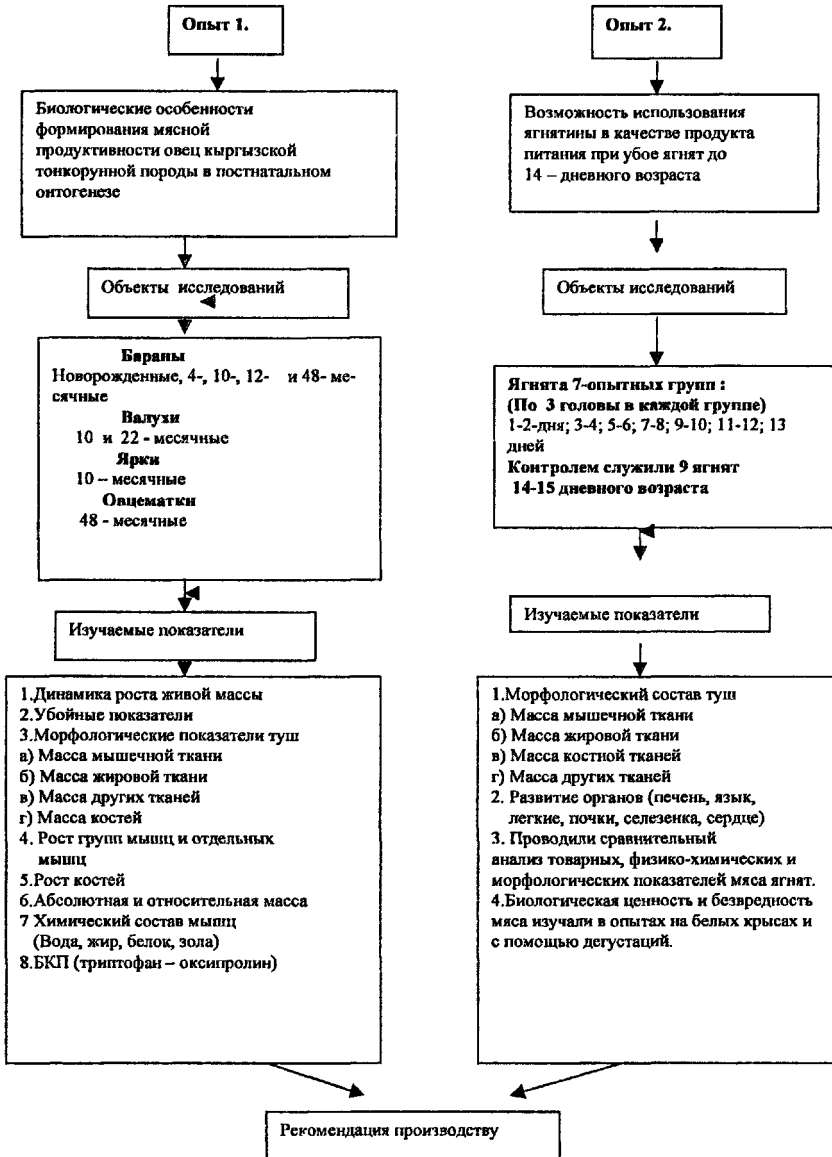 Опыт 1.
Биологические особенности
формирования мясной
продуктивности овец кыргызской
тонкорунной породы в постнатальном
онтогенезе
Объекты исследований
Бараны
Новорожденные, 4-, 10-, 12- и 48- ме-
сячные
Валухи
10 и 22 - месячные
Ярки
10 – месячные
Овцематки
48 - месячные
Изучаемые показатели
1.Динамика роста живой массы
2.Убойные показатели
3.Морфологические показатели туш
а) Масса мышечной ткани
б) Масса жировой ткани
в) Масса других тканей
г) Масса костей
4. Рост групп мышц и отдельных
мышц
5.Рост костей
6.Абсолютная и относительная масса
7 Химический состав мышц
(Вода, жир, белок, зола)
8.БКП (триптофан – оксипролин)
Опыт 2.
Возможность использования
ягнятины в качестве продукта
питания при убое ягнят до
14 – дневного возраста
Объекты исследований
Ягнята 7-опытных групп :
(По 3 головы в каждой группе)
1-2-дня; 3-4; 5-6; 7-8; 9-10; 11-12; 13
дней
Контролем служили 9 ягнят
14-15 дневного возраста
Изучаемые показатели
1.Морфологический состав туш
а) Масса мышечной ткани
б) Масса жировой ткани
в) Масса костной тканей
г) Масса других тканей
2. Развитие органов (печень, язык,
легкие, почки, селезенка, сердце)
3. Проводили сравнительный
анализ товарных, физико-химических и
морфологических показателей мяса ягнят.
4.Биологическая ценность и безвредность
мяса изучали в опытах на белых крысах и
с помощью дегустаций.
Рекомендация производству